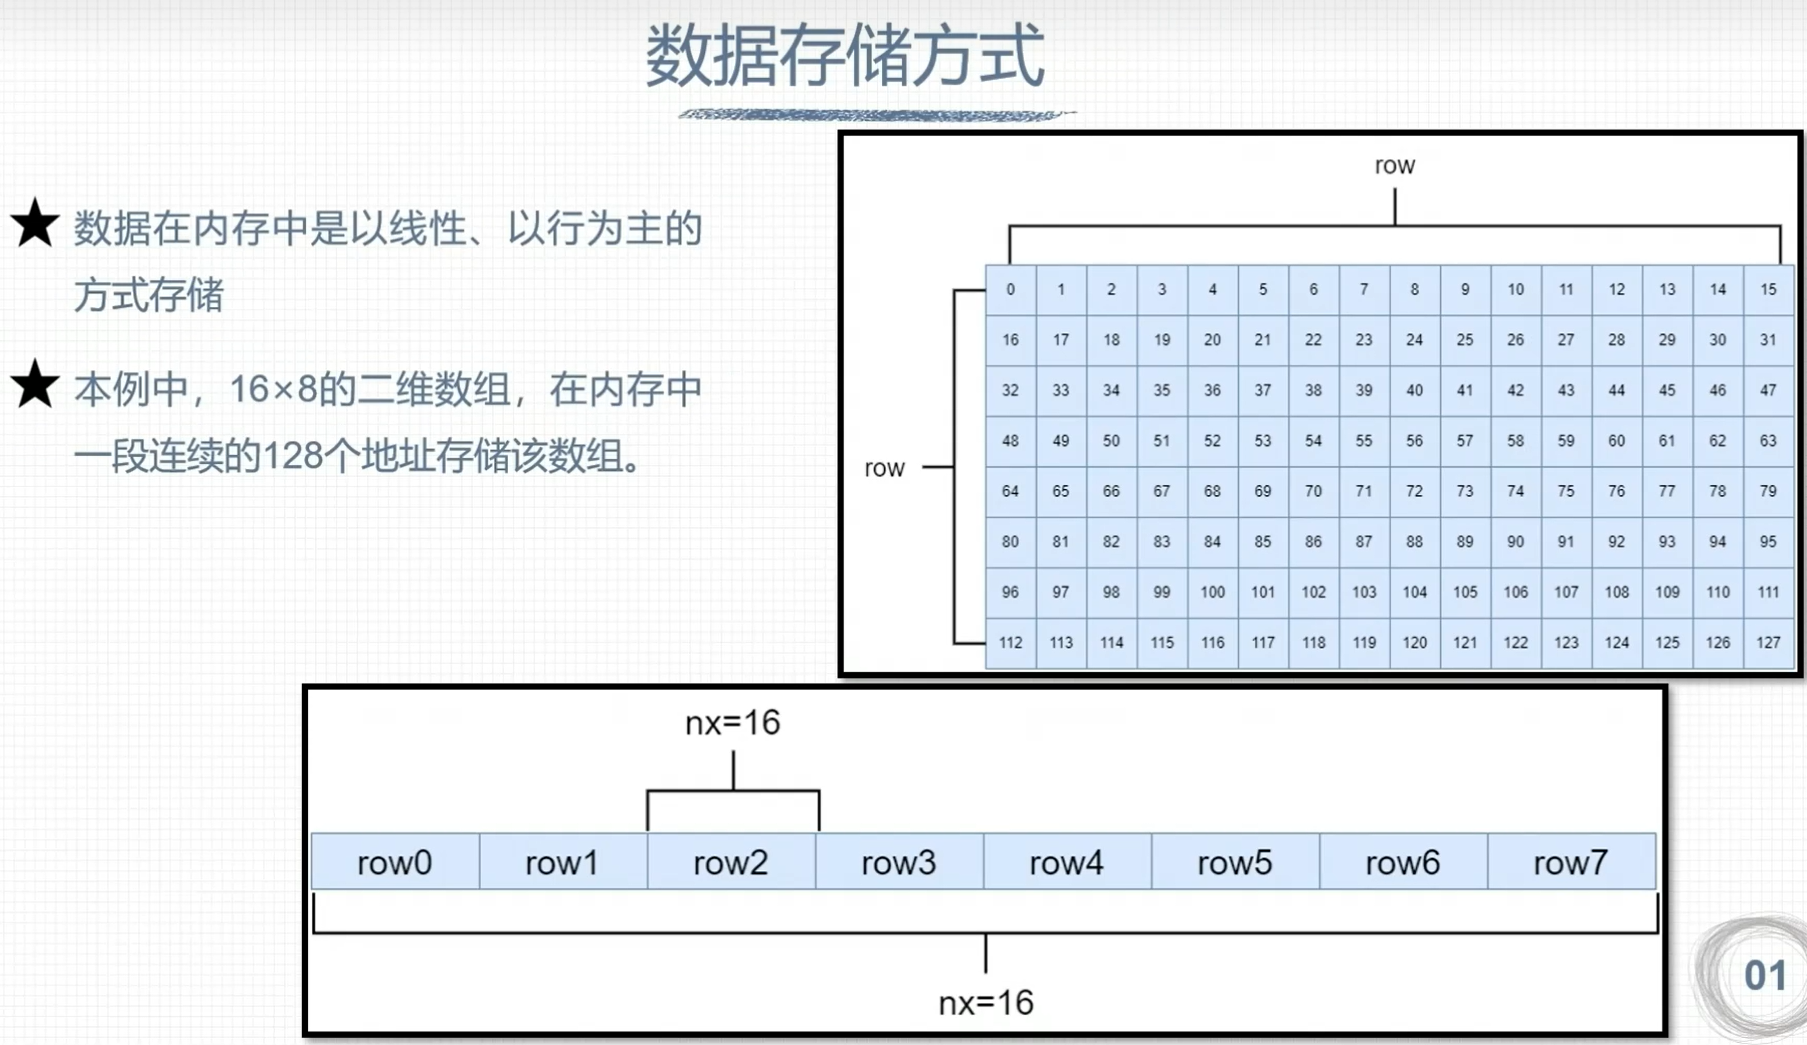 数据存储方式
★ 数据在内存中是以线性、以行为主的
方式存储
★ 本例中，16×8的二维数组，在内存中
一段连续的128个地址存储该数组。
row
row
0 1 2 3 4 5 6 7 8 9 10 11 12 13 14 15
16 17 18 19 20 21 22 23 24 25 26 27 28 29 30 31
32 33 34 35 36 37 38 39 40 41 42 43 44 45 46 47
48 49 50 51 52 53 54 55 56 57 58 59 60 61 62 63
64 65 66 67 68 69 70 71 72 73 74 75 76 77 78 79
80 81 82 83 84 85 86 87 88 89 90 91 92 93 94 95
96 97 98 99 100 101 102 103 104 105 106 107 108 109 110 111
112 113 114 115 116 117 118 119 120 121 122 123 124 125 126 127
nx=16
row0 row1 row2 row3 row4 row5 row6 row7
nx=16
01